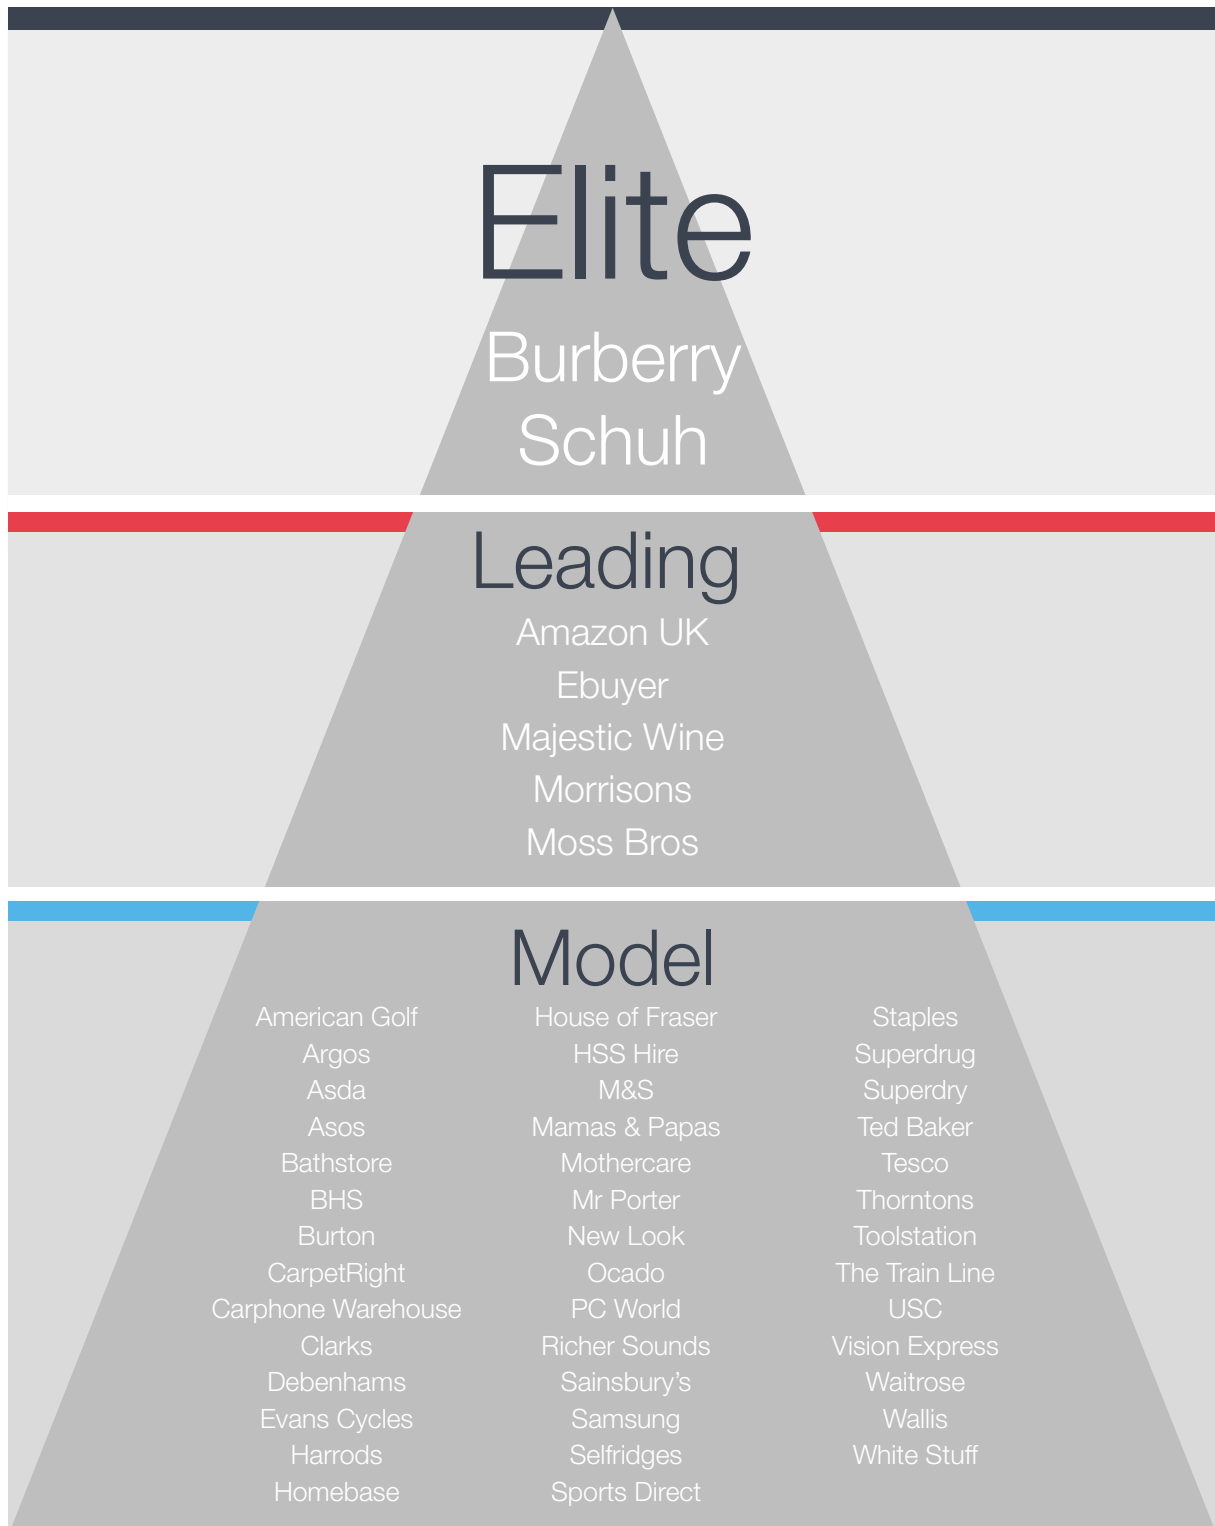 Elite
Burberry
Schuh
Leading
Amazon UK
Ebuyer
Majestic Wine
Morrisons
Moss Bros
Model
American Golf
Argos
Asda
Asos
Bathstore
BHS
Burton
CarpetRight
Carphone Warehouse
Clarks
Debenhams
Evans Cycles
Harrods
Homebase
House of Fraser
HSS Hire
M&S
Mamas & Papas
Mothercare
Mr Porter
New Look
Ocado
PC World
Richer Sounds
Sainsbury’s
Samsung
Selfridges
Sports Direct
Staples
Superdrug
Superdry
Ted Baker
Tesco
Thorntons
Toolstation
The Train Line
USC
Vision Express
Waitrose
Wallis
White Stuff